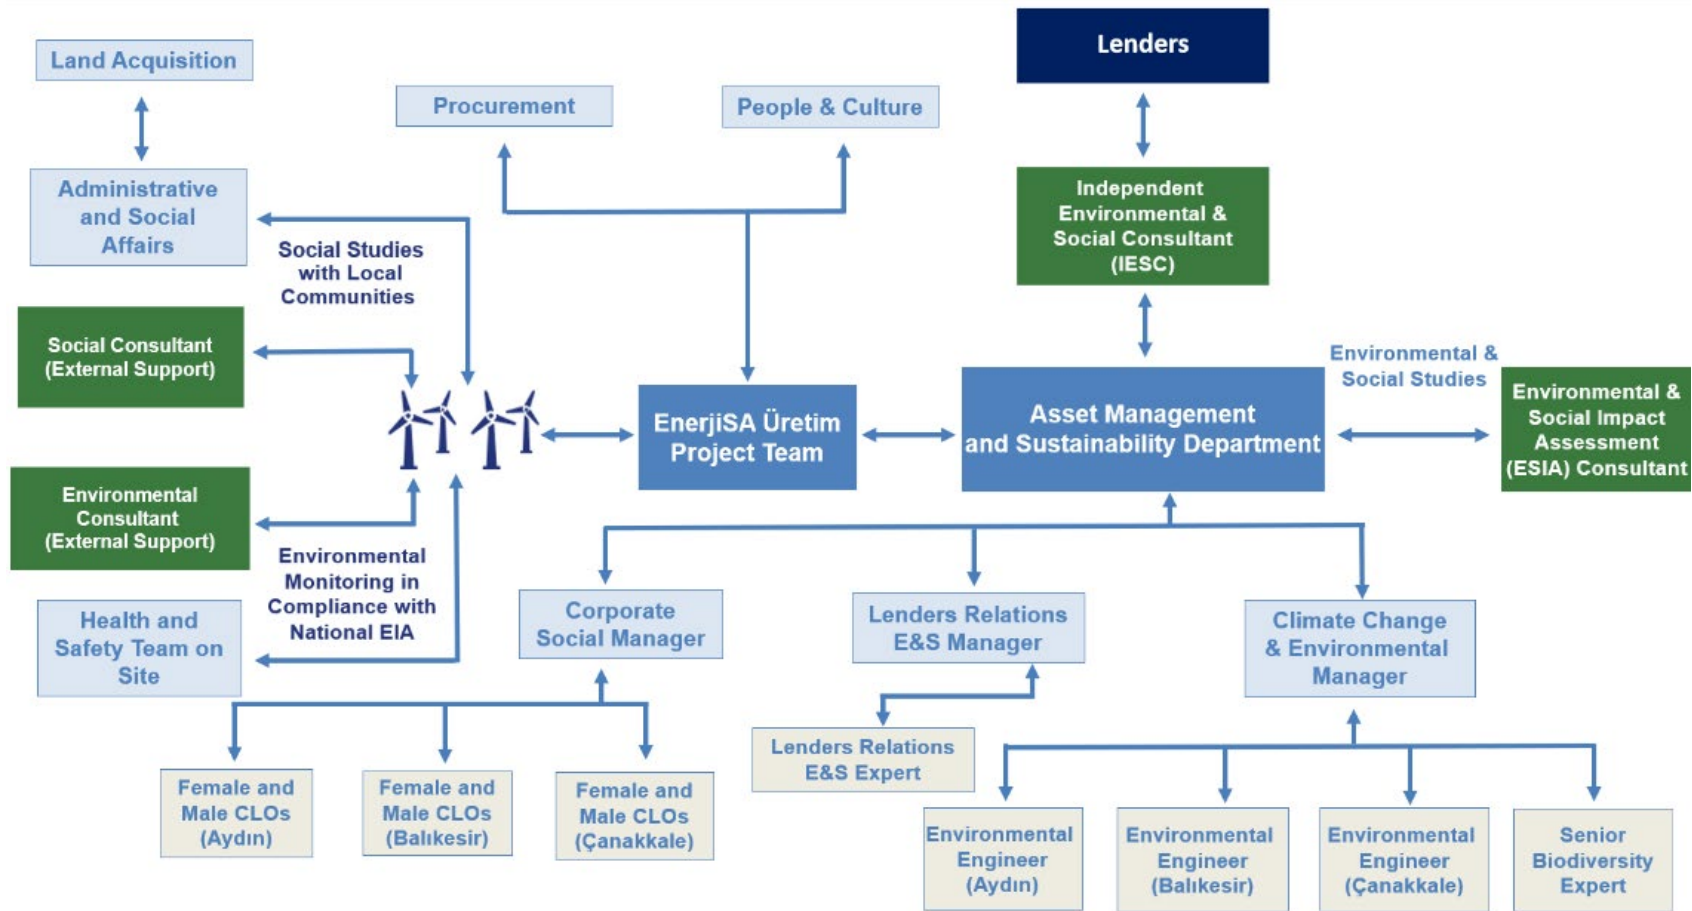 Lenders
Land Acquisition
Procurement
People & Culture
Administrative
and Social
Affairs
Independent
Environmental &
Social Consultant
(IESC)
Social Studies
with Local
Communities
Social Consultant
(External Support)
Environmental &
Social Studies
EnerjiSA Üretim
Project Team
Asset Management
and Sustainability Department
Environmental &
Social Impact
Assessment
(ESIA) Consultant
Environmental
Consultant
(External Support)
Environmental
Monitoring in
Compliance with
National EIA
Health and
Safety Team on
Site
Corporate
Social Manager
Lenders Relations
E&S Manager
Climate Change
& Environmental
Manager
Lenders Relations
E&S Expert
Female and
Male CLOs
(Aydın)
Female and
Male CLOs
(Balıkesir)
Female and
Male CLOs
(Çanakkale)
Environmental
Engineer
(Aydın)
Environmental
Engineer
(Balıkesir)
Environmental
Engineer
(Çanakkale)
Senior
Biodiversity
Expert